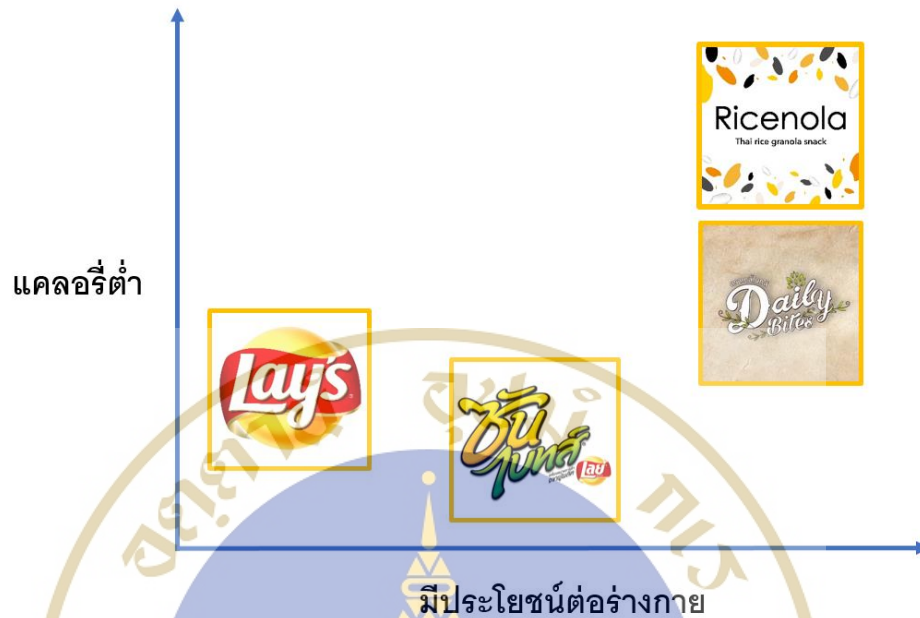 Ricenola
Thai rice granola snack
แคลอรี่ต่ำ
Daily
Bites
Lay's
ซัน
ไบทส์
เลย์
มีประโยชน์ต่อร่างกาย